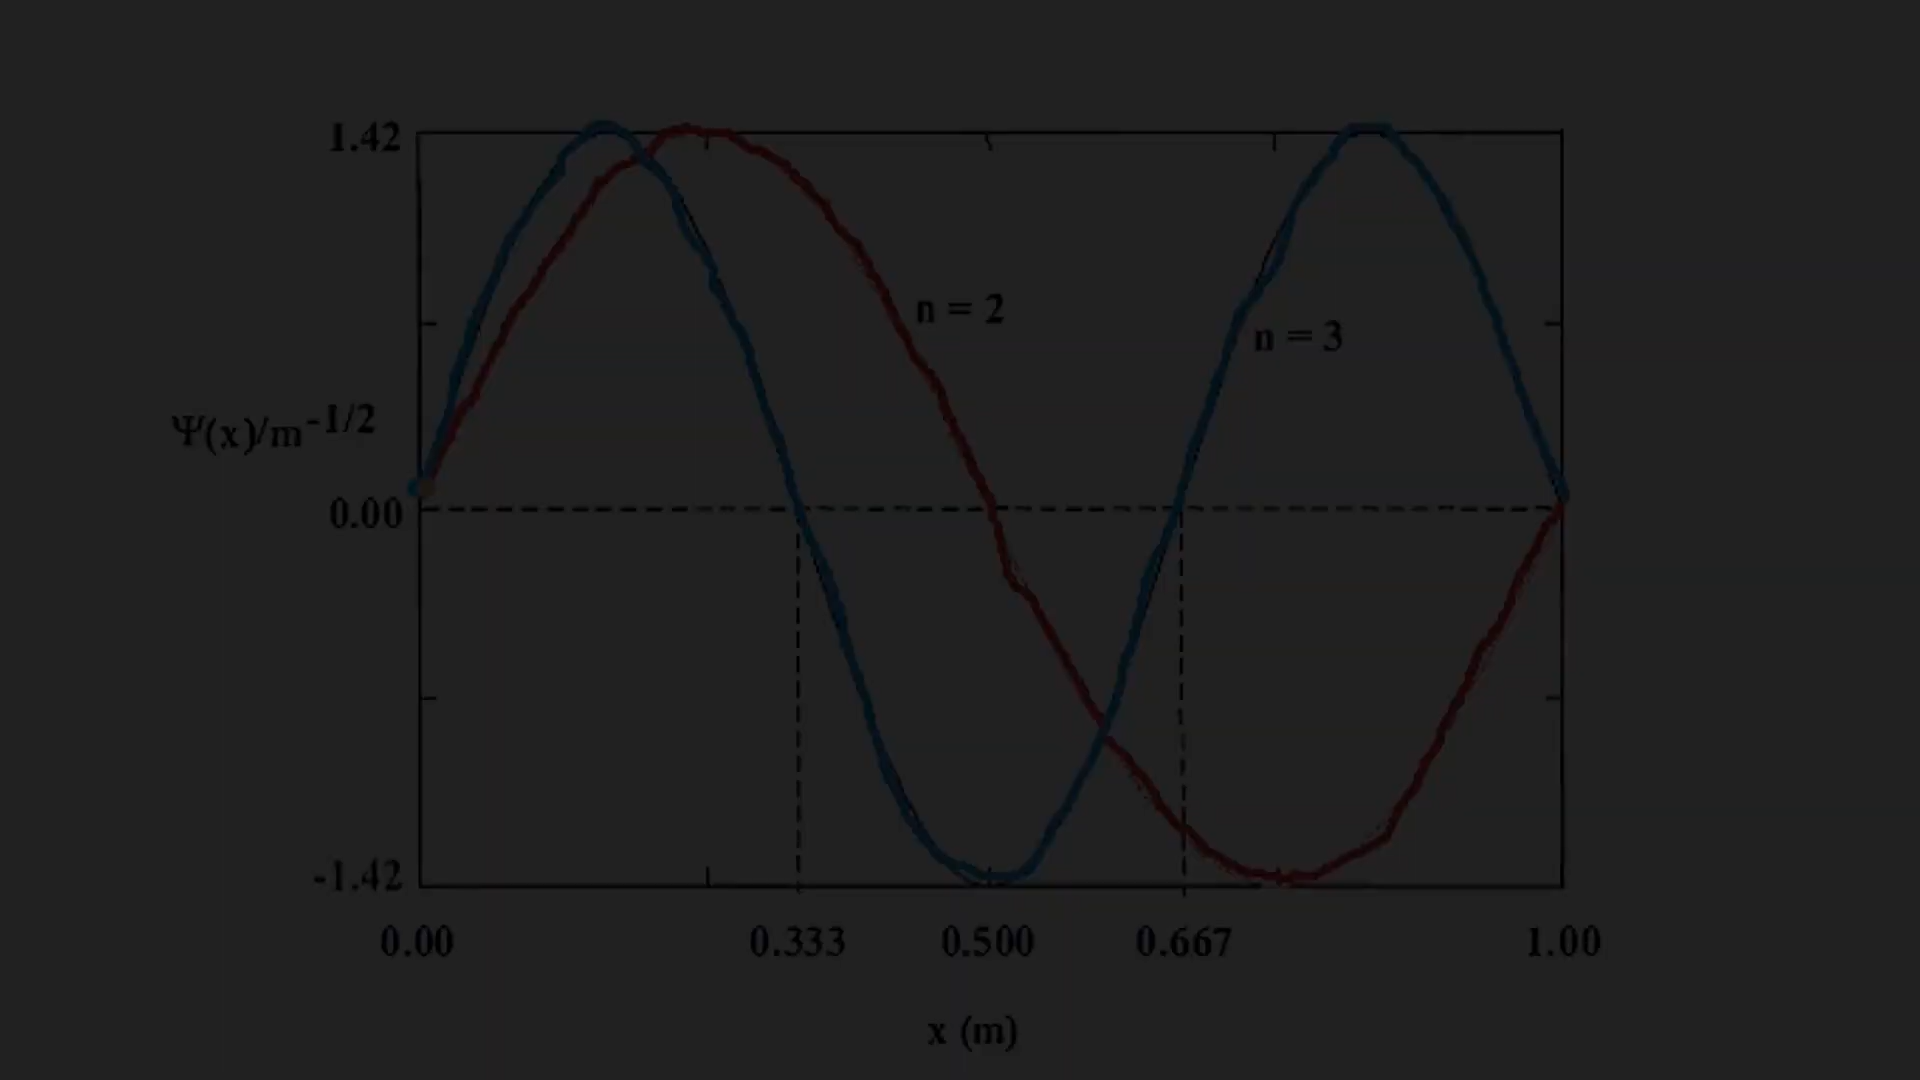 1.42
n = 2
n = 3
Ψ(x)/m-1/2
0.00
-1.42
0.00 0.333 0.500 0.667 1.00
x (m)